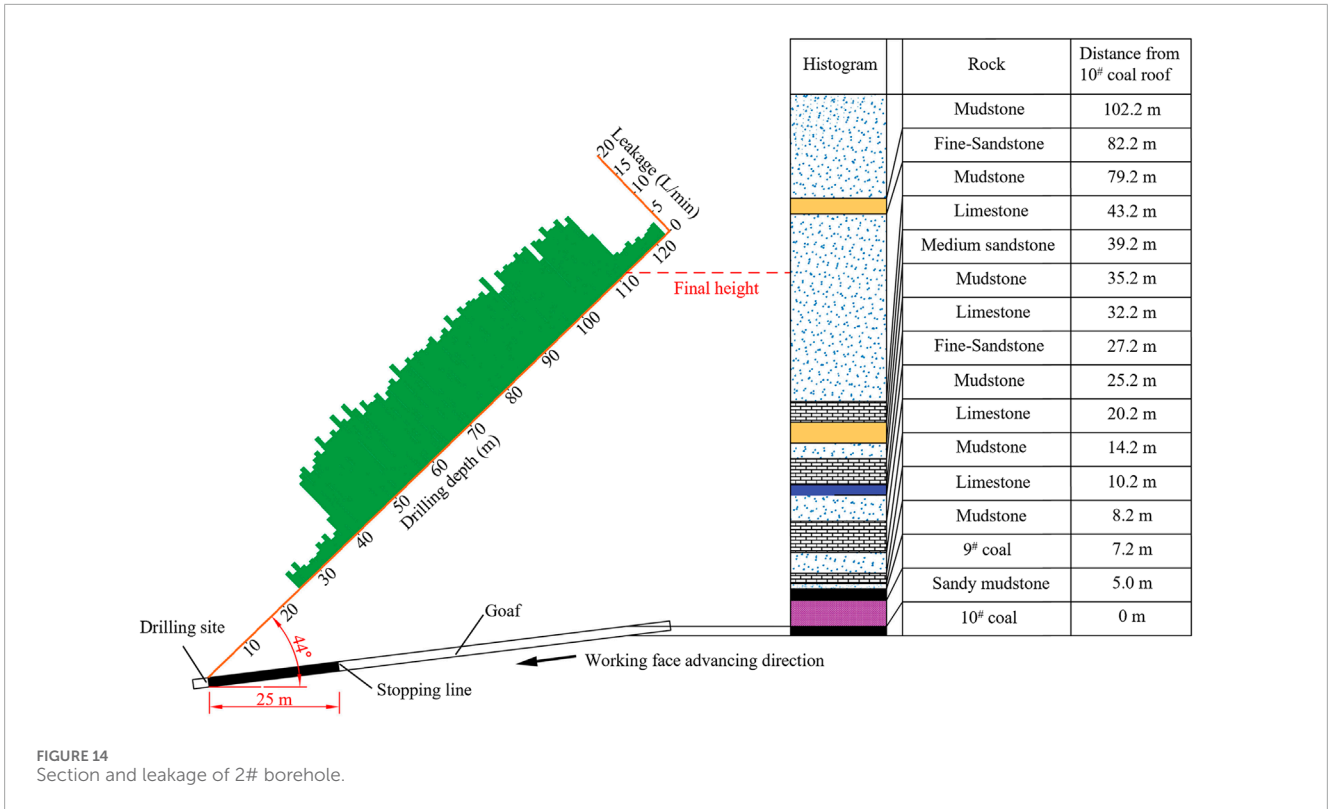 Histogram
Rock
Distance from
10# coal roof
Mudstone
102.2 m
Fine-Sandstone
82.2 m
Mudstone
79.2 m
Limestone
43.2 m
Medium sandstone
39.2 m
Mudstone
35.2 m
Limestone
32.2 m
Fine-Sandstone
27.2 m
Mudstone
25.2 m
Limestone
20.2 m
Mudstone
14.2 m
Limestone
10.2 m
Mudstone
8.2 m
9# coal
7.2 m
Sandy mudstone
5.0 m
10# coal
0 m
Leakage (L/min)
20
15
10
5
0
120
110
100
90
80
70
60
50
40
30
20
10
Drilling depth (m)
Final height
Drilling site
44°
Goaf
Working face advancing direction
Stopping line
25 m
FIGURE 14
Section and leakage of 2# borehole.